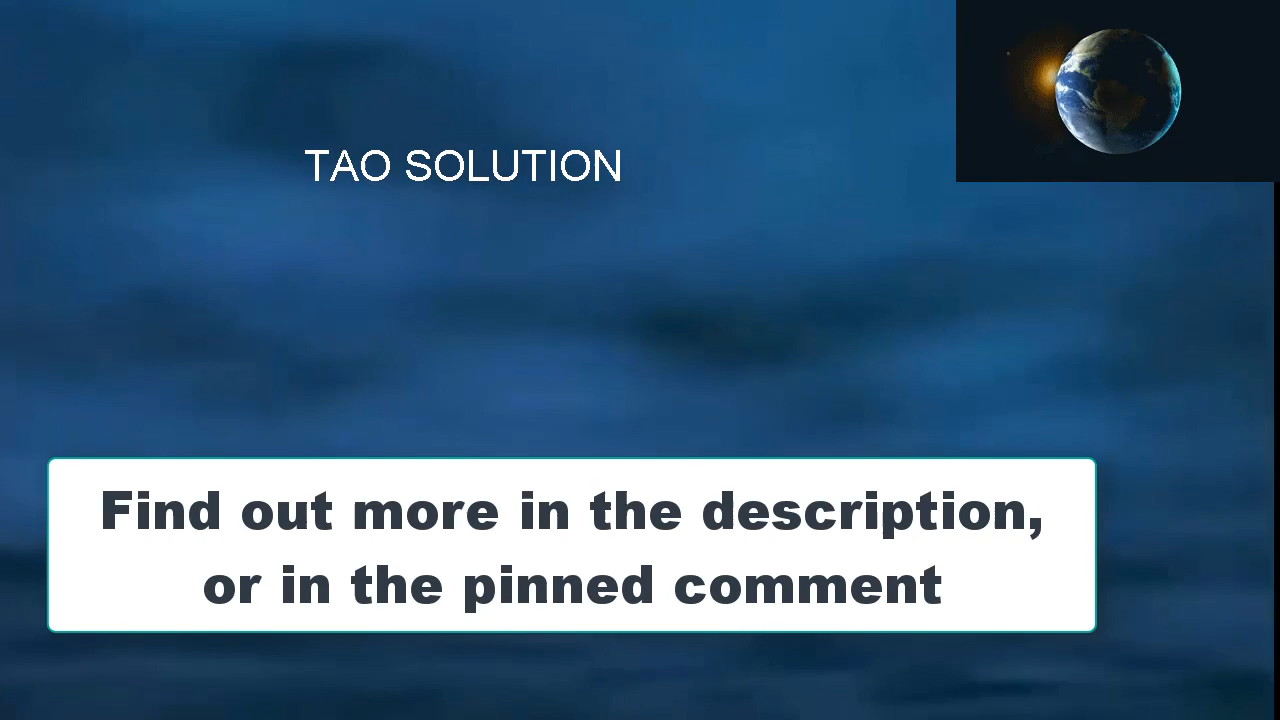 TAO SOLUTION
Find out more in the description,
or in the pinned comment